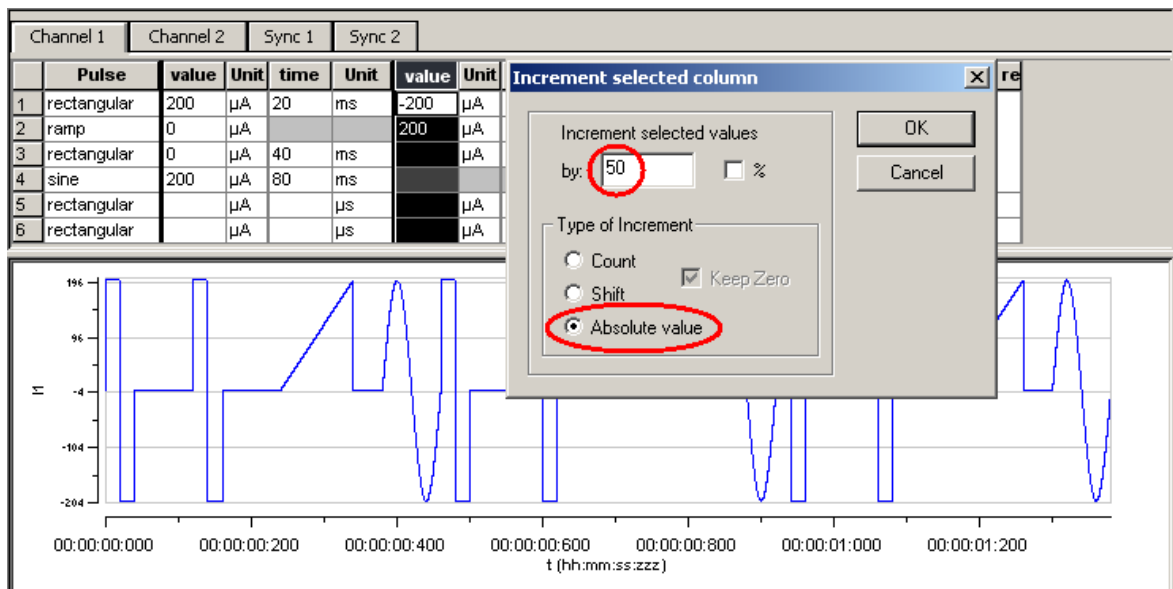 Channel 1 Channel 2 Sync 1 Sync 2
Pulse value Unit time Unit value Unit re
1 rectangular 200 µA 20 ms -200 µA
2 ramp 0 µA 200 µA
3 rectangular 0 µA 40 ms µA
4 sine 200 µA 80 ms
5 rectangular µA µs µA
6 rectangular µA µs µA
Increment selected column
Increment selected values
by: 50 %
OK
Cancel
Type of Increment
Count
Keep Zero
Shift
Absolute value
196
96
-4
-104
-204
00:00:00:000 00:00:00:200 00:00:00:400 00:00:00:600 00:00:00:800 00:00:01:000 00:00:01:200
t (hh:mm:ss:zzz)